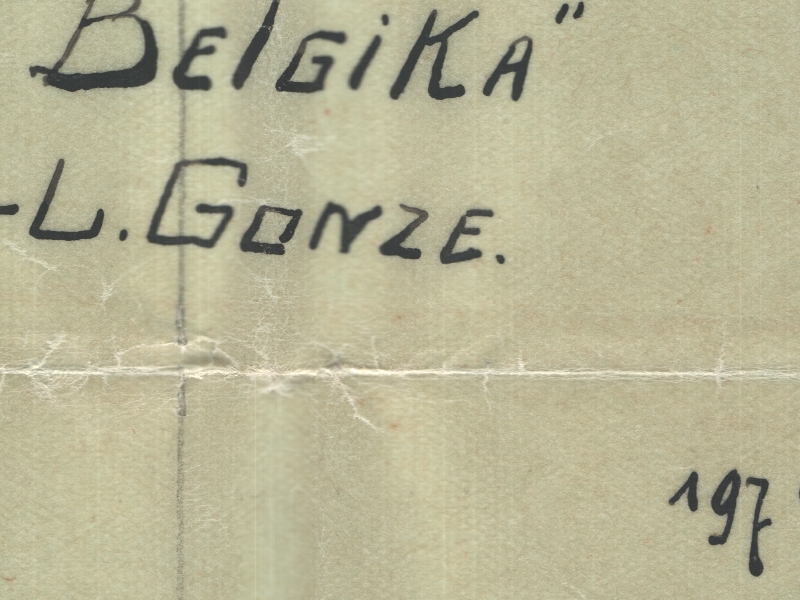 BElGiKA"
-L. GONZE.
197